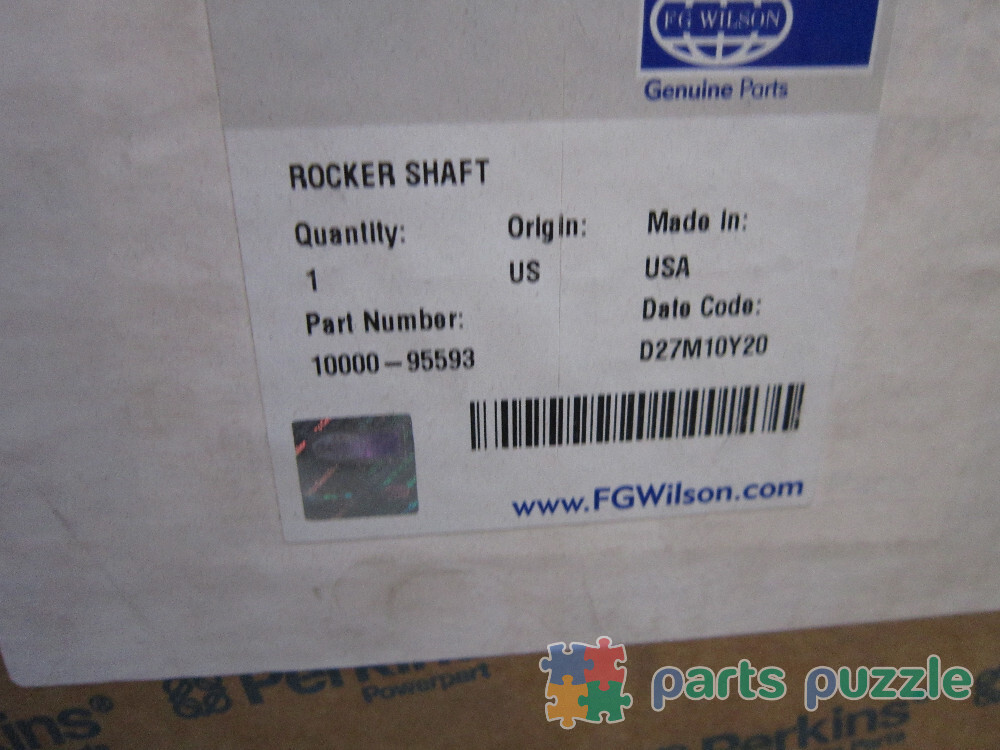 FG WILSON
Genuine Parts
ROCKER SHAFT
Quantity: Origin: Made in:
1 US USA
Part Number: Date Code:
10000-95593 D27M10Y20
www.FGWilson.com
Perkins
Powerpart
parts puzzle
Perkins